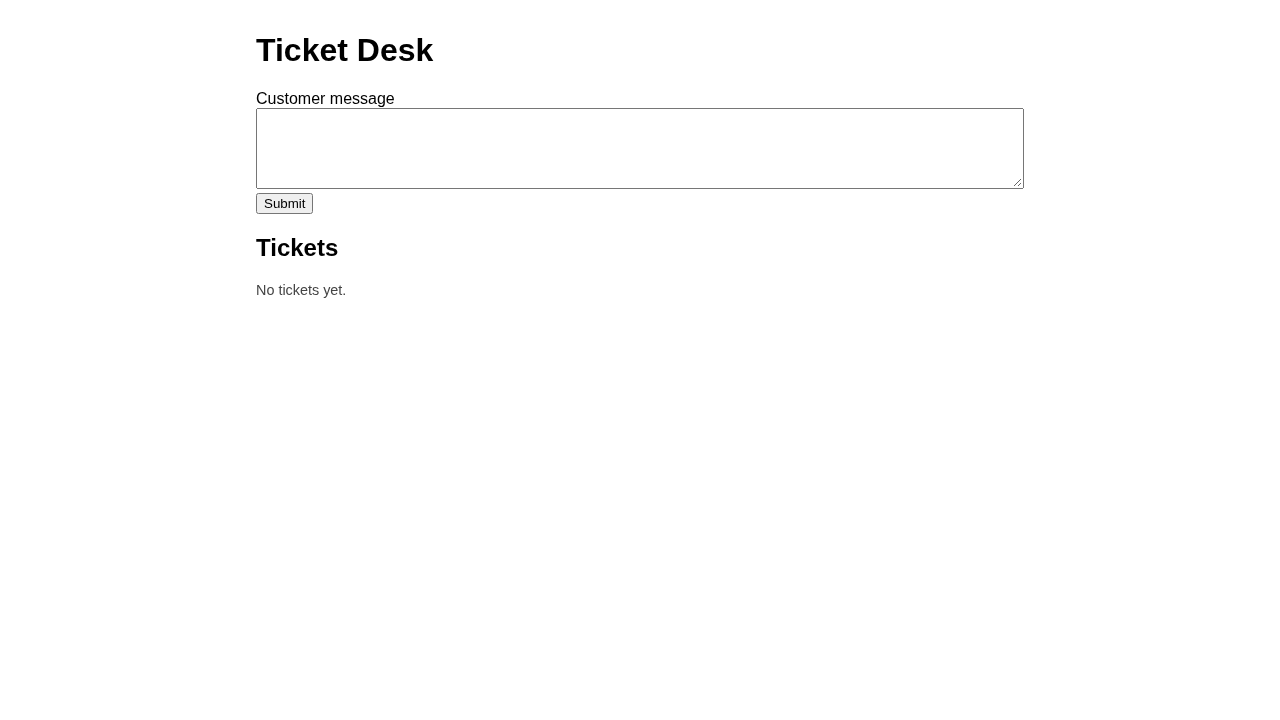 Ticket Desk
Customer message
Submit
Tickets
No tickets yet.